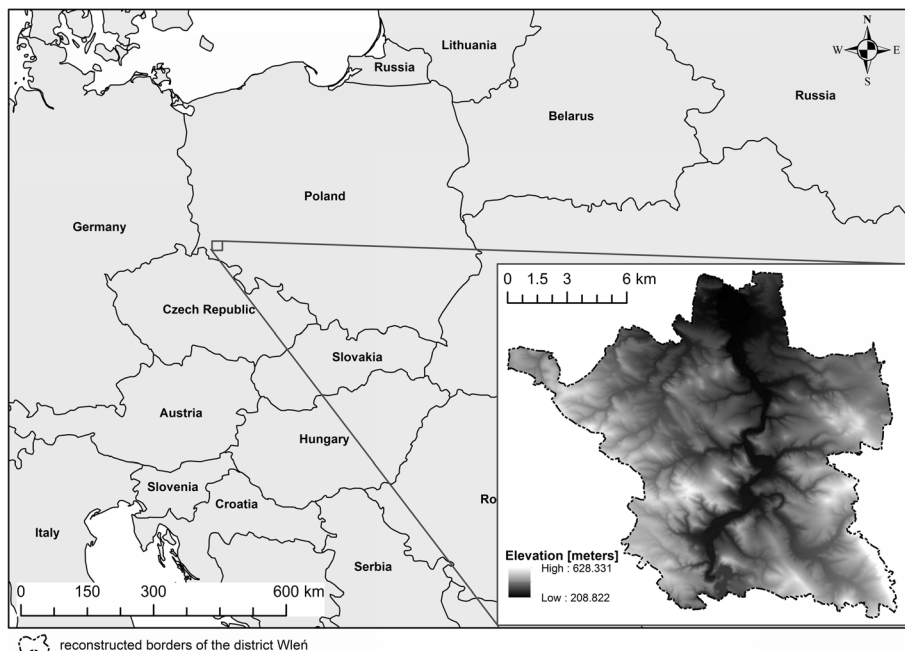 Lithuania
N
W E
S
Russia
Russia
Belarus
Poland
Germany
0 1.5 3 6 km
Czech Republic
Slovakia
Austria
Hungary
Slovenia
Croatia
Ro
Italy
Serbia
Elevation [meters]
High : 628.331
Low : 208.822
0 150 300 600 km
reconstructed borders of the district Wleń